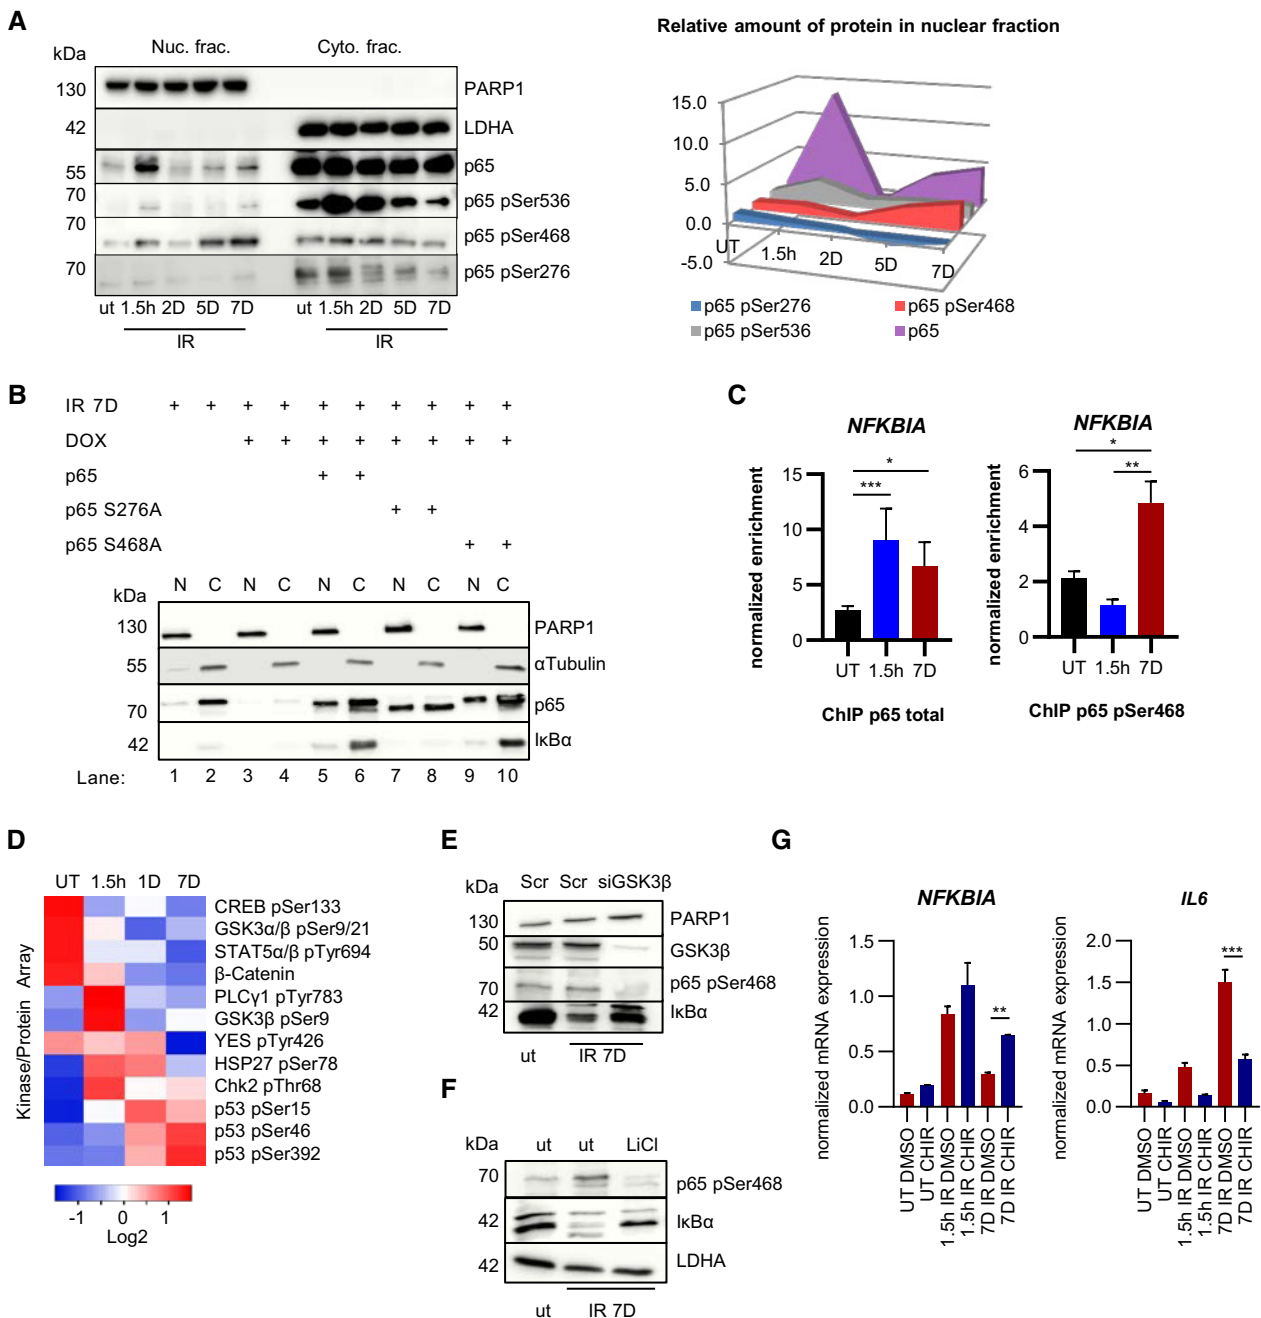 A
Nuc. frac. Cyto. frac.
kDa
130 PARP1
42 LDHA
55 p65
70 p65 pSer536
70 p65 pSer468
70 p65 pSer276
ut 1.5h 2D 5D 7D ut 1.5h 2D 5D 7D
IR IR
Relative amount of protein in nuclear fraction
15.0
10.0
5.0
0.0
-5.0
UT 1.5h 2D 5D 7D
p65 pSer276 p65 pSer468
p65 pSer536 p65
B
IR 7D + + + + + + + + + +
DOX + + + + + + + +
p65 + +
p65 S276A + +
p65 S468A + +
N C N C N C N C N C
kDa
130 PARP1
55 αTubulin
70 p65
42 IκBα
Lane: 1 2 3 4 5 6 7 8 9 10
C
NFKBIA
*
***
normalized enrichment
15
10
5
0
UT 1.5h 7D
ChIP p65 total
NFKBIA
*
**
normalized enrichment
6
4
2
0
UT 1.5h 7D
ChIP p65 pSer468
D
UT 1.5h 1D 7D
Kinase/Protein Array
CREB pSer133
GSK3α/β pSer9/21
STAT5α/β pTyr694
β-Catenin
PLCγ1 pTyr783
GSK3β pSer9
YES pTyr426
HSP27 pSer78
Chk2 pThr68
p53 pSer15
p53 pSer46
p53 pSer392
-1 0 1
Log2
E
kDa Scr Scr siGSK3β
130 PARP1
50 GSK3β
70 p65 pSer468
42 IκBα
ut IR 7D
F
kDa ut ut LiCl
70 p65 pSer468
42 IκBα
42 LDHA
ut IR 7D
G
NFKBIA
normalized mRNA expression
1.5
1.0
0.5
0.0
**
UT DMSO
UT CHIR
1.5h IR DMSO
1.5h IR CHIR
7D IR DMSO
7D IR CHIR
IL6
normalized mRNA expression
2.0
1.5
1.0
0.5
0.0
***
UT DMSO
UT CHIR
1.5h IR DMSO
1.5h IR CHIR
7D IR DMSO
7D IR CHIR